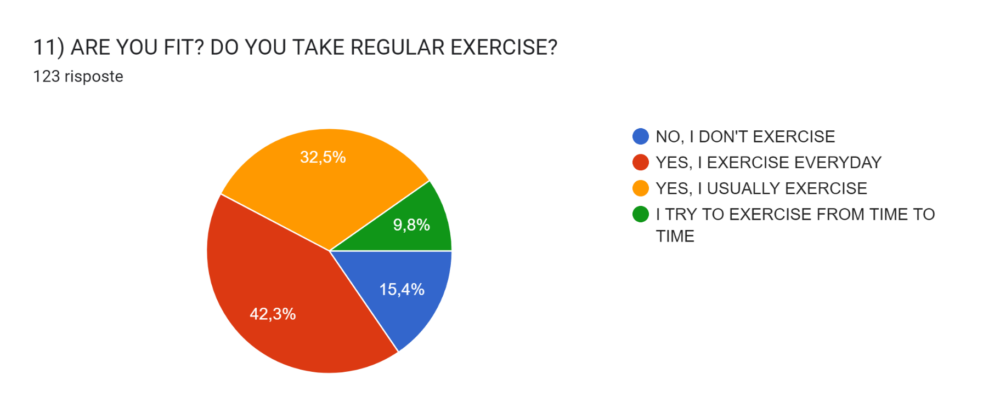 11) ARE YOU FIT? DO YOU TAKE REGULAR EXERCISE?
123 risposte
32,5%
9,8%
15,4%
42,3%
NO, I DON'T EXERCISE
YES, I EXERCISE EVERYDAY
YES, I USUALLY EXERCISE
I TRY TO EXERCISE FROM TIME TO
TIME